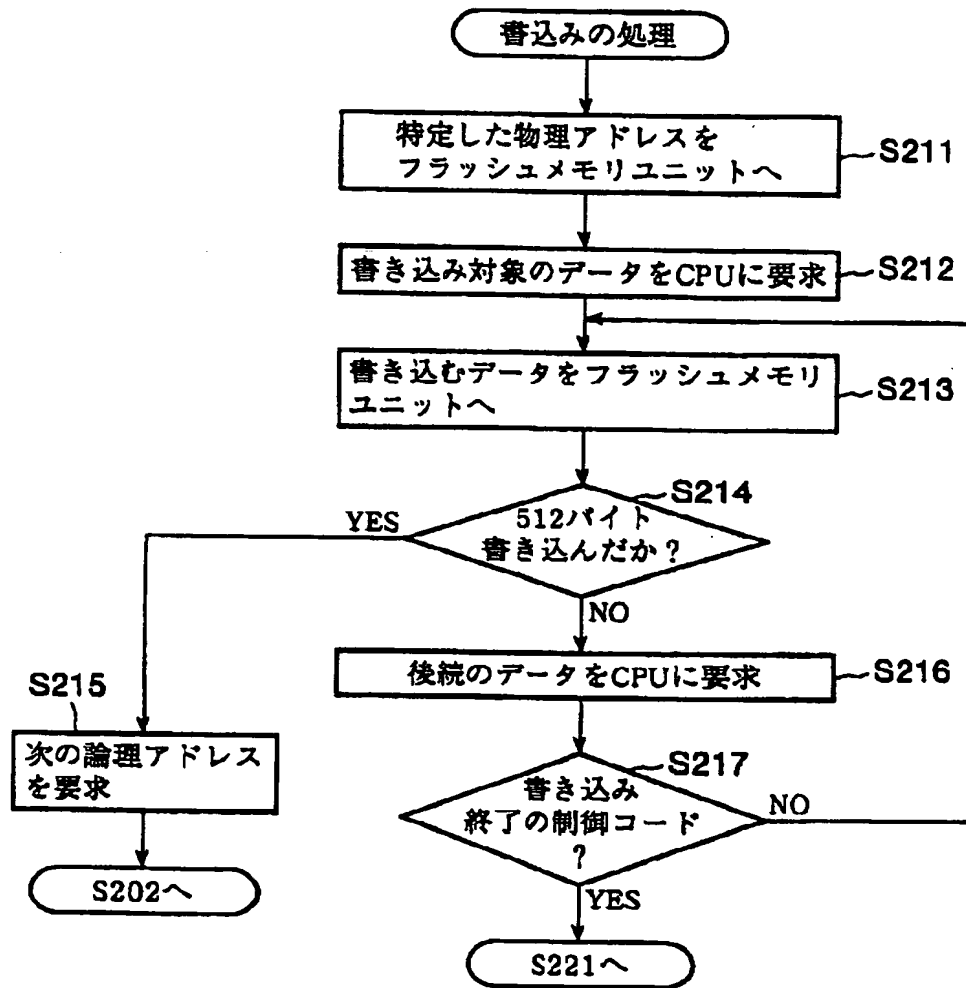 書込みの処理
特定した物理アドレスを
フラッシュメモリユニットへ
S211
書き込み対象のデータをCPUに要求
S212
書き込むデータをフラッシュメモリ
ユニットへ
S213
S214
YES
512バイト
書き込んだか?
NO
後続のデータをCPUに要求
S216
S215
次の論理アドレス
を要求
S217
書き込み
終了の制御コード
?
NO
S202へ
YES
S221へ